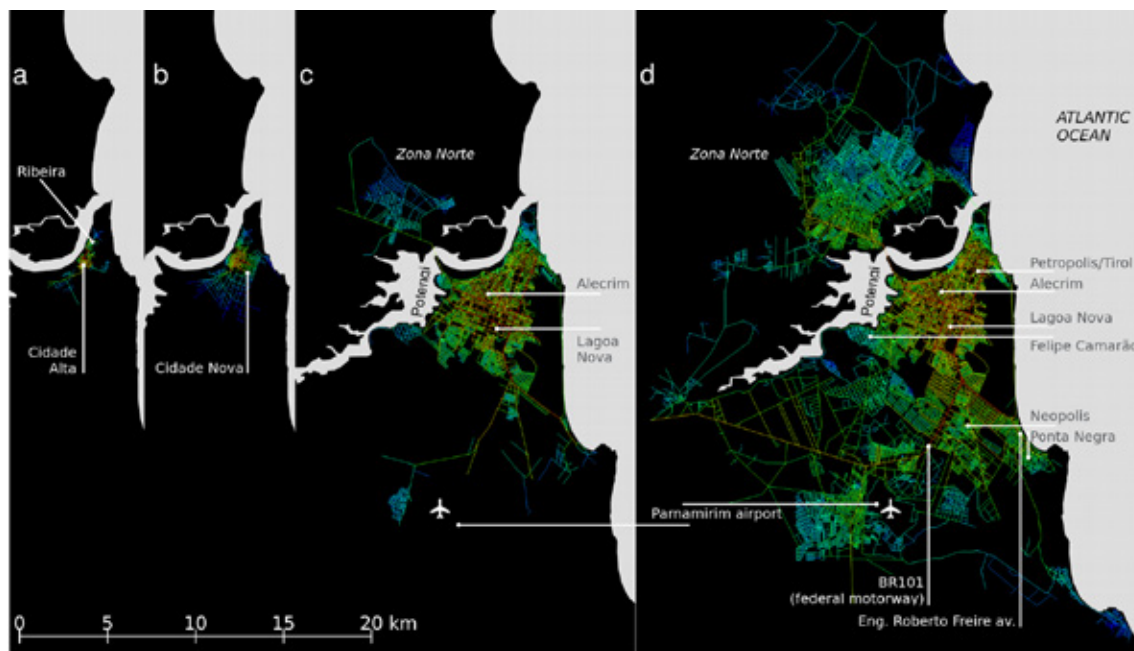 a
b
c
d
ATLANTIC
OCEAN
Zona Norte
Zona Norte
Ribeira
Potengi
Potengi
Petropolis/Tirol
Alecrim
Alecrim
Lagoa Nova
Lagoa
Nova
Felipe Camarão
Cidade
Alta
Cidade Nova
Neopolis
Ponta Negra
Parnamirim airport
BR101
(federal motorway)
Eng. Roberto Freire av.
0 5 10 15 20 km